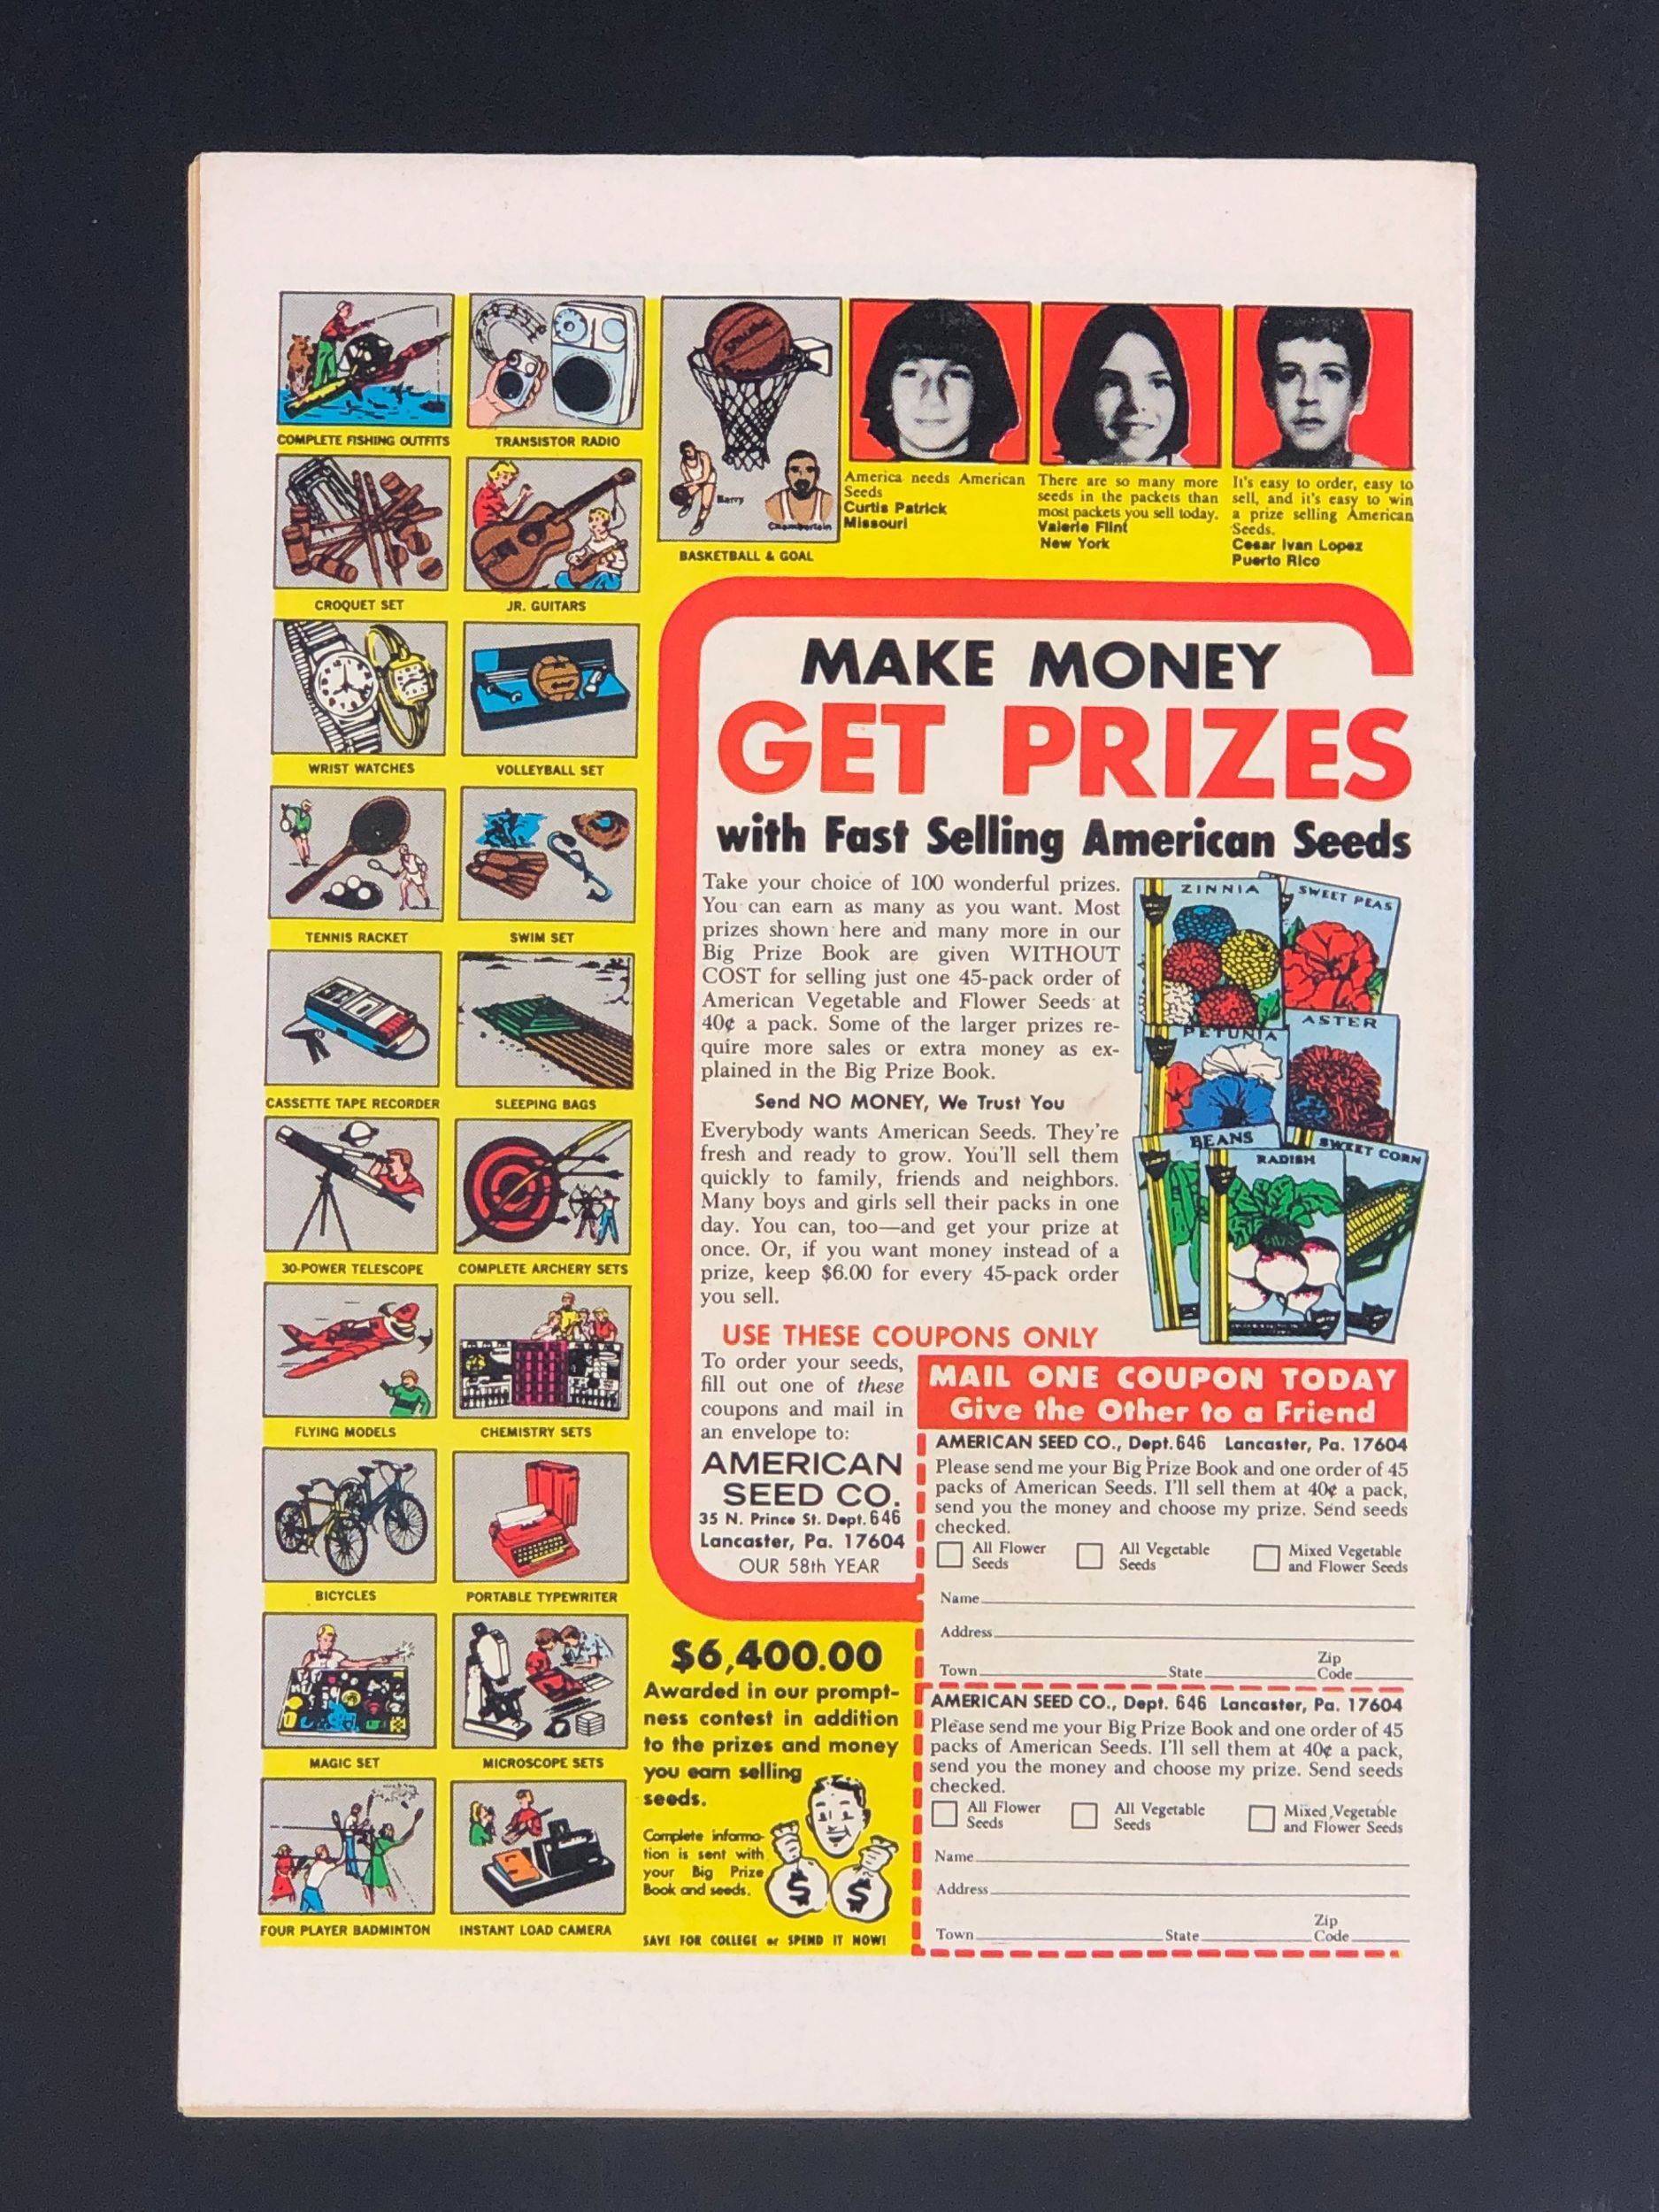 COMPLETE FISHING OUTFITS
TRANSISTOR RADIO
CROQUET SET
JR. GUITARS
WRIST WATCHES
VOLLEYBALL SET
TENNIS RACKET
SWIM SET
CASSETTE TAPE RECORDER
SLEEPING BAGS
30-POWER TELESCOPE
COMPLETE ARCHERY SETS
FLYING MODELS
CHEMISTRY SETS
BICYCLES
PORTABLE TYPEWRITER
MAGIC SET
MICROSCOPE SETS
FOUR PLAYER BADMINTON
INSTANT LOAD CAMERA
Spalding
Barry
Chamberlain
BASKETBALL & GOAL
America needs American
Seeds
Curtis Patrick
Missouri
There are so many more
seeds in the packets than
most packets you sell today.
Valerie Flint
New York
It's easy to order, easy to
sell, and it's easy to win
a prize selling American
Seeds.
Cesar Ivan Lopez
Puerto Rico
MAKE MONEY
GET PRIZES
with Fast Selling American Seeds
Take your choice of 100 wonderful prizes.
You can earn as many as you want. Most
prizes shown here and many more in our
Big Prize Book are given WITHOUT
COST for selling just one 45-pack order of
American Vegetable and Flower Seeds at
40¢ a pack. Some of the larger prizes re-
quire more sales or extra money as ex-
plained in the Big Prize Book.
Send NO MONEY, We Trust You
Everybody wants American Seeds. They're
fresh and ready to grow. You'll sell them
quickly to family, friends and neighbors.
Many boys and girls sell their packs in one
day. You can, too—and get your prize at
once. Or, if you want money instead of a
prize, keep $6.00 for every 45-pack order
you sell.
ZINNIA
SWEET PEAS
PETUNIA
ASTER
BEANS
RADISH
SWEET CORN
USE THESE COUPONS ONLY
To order your seeds,
fill out one of these
coupons and mail in
an envelope to:
AMERICAN
SEED CO.
35 N. Prince St. Dept. 646
Lancaster, Pa. 17604
OUR 58th YEAR
MAIL ONE COUPON TODAY
Give the Other to a Friend
AMERICAN SEED CO., Dept. 646 Lancaster, Pa. 17604
Please send me your Big Prize Book and one order of 45
packs of American Seeds. I'll sell them at 40¢ a pack,
send you the money and choose my prize. Send seeds
checked.
All Flower Seeds
All Vegetable Seeds
Mixed Vegetable and Flower Seeds
Name
Address
Town State Zip Code
AMERICAN SEED CO., Dept. 646 Lancaster, Pa. 17604
Please send me your Big Prize Book and one order of 45
packs of American Seeds. I'll sell them at 40¢ a pack,
send you the money and choose my prize. Send seeds
checked.
All Flower Seeds
All Vegetable Seeds
Mixed Vegetable and Flower Seeds
Name
Address
Town State Zip Code
$6,400.00
Awarded in our prompt-
ness contest in addition
to the prizes and money
you earn selling
seeds.
Complete informa-
tion is sent with
your Big Prize
Book and seeds.
$ $
SAVE FOR COLLEGE or SPEND IT NOW!